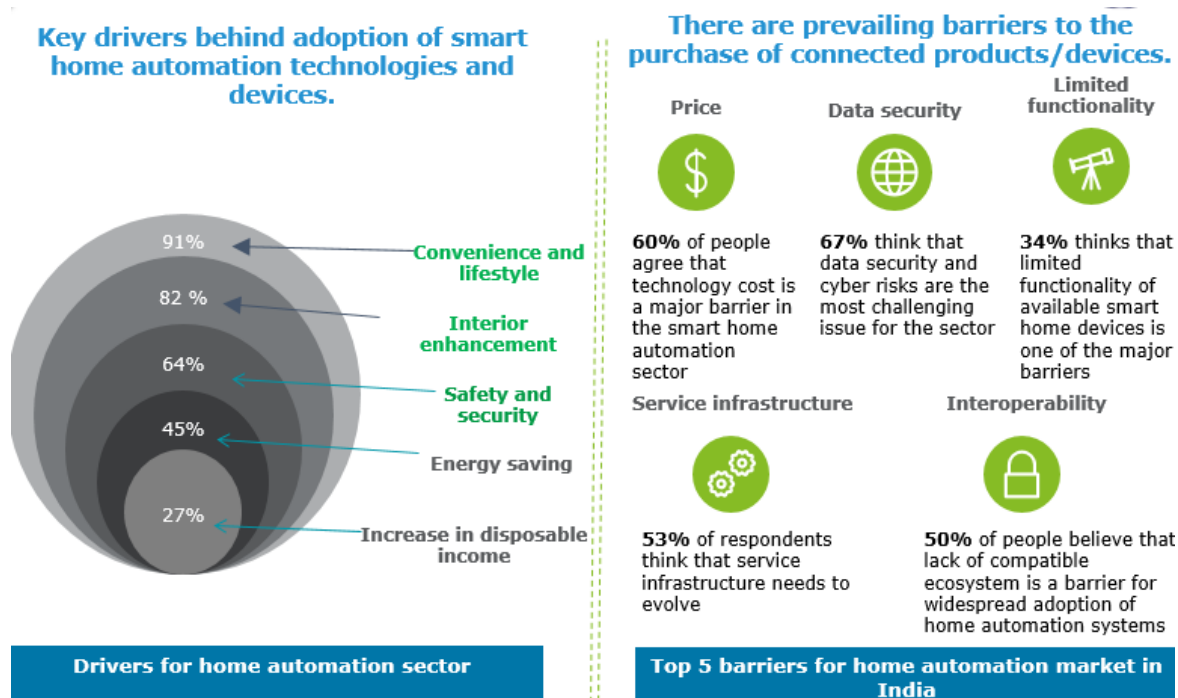 Key drivers behind adoption of smart
home automation technologies and
devices.
91%
Convenience and
lifestyle
82 %
Interior
enhancement
64%
Safety and
security
45%
Energy saving
27%
Increase in disposable
income
Drivers for home automation sector
There are prevailing barriers to the
purchase of connected products/devices.
Price
60% of people
agree that
technology cost is
a major barrier in
the smart home
automation
sector
Data security
67% think that
data security and
cyber risks are the
most challenging
issue for the sector
Limited
functionality
34% thinks that
limited
functionality of
available smart
home devices is
one of the major
barriers
Service infrastructure
53% of respondents
think that service
infrastructure needs to
evolve
Interoperability
50% of people believe that
lack of compatible
ecosystem is a barrier for
widespread adoption of
home automation systems
Top 5 barriers for home automation market in
India